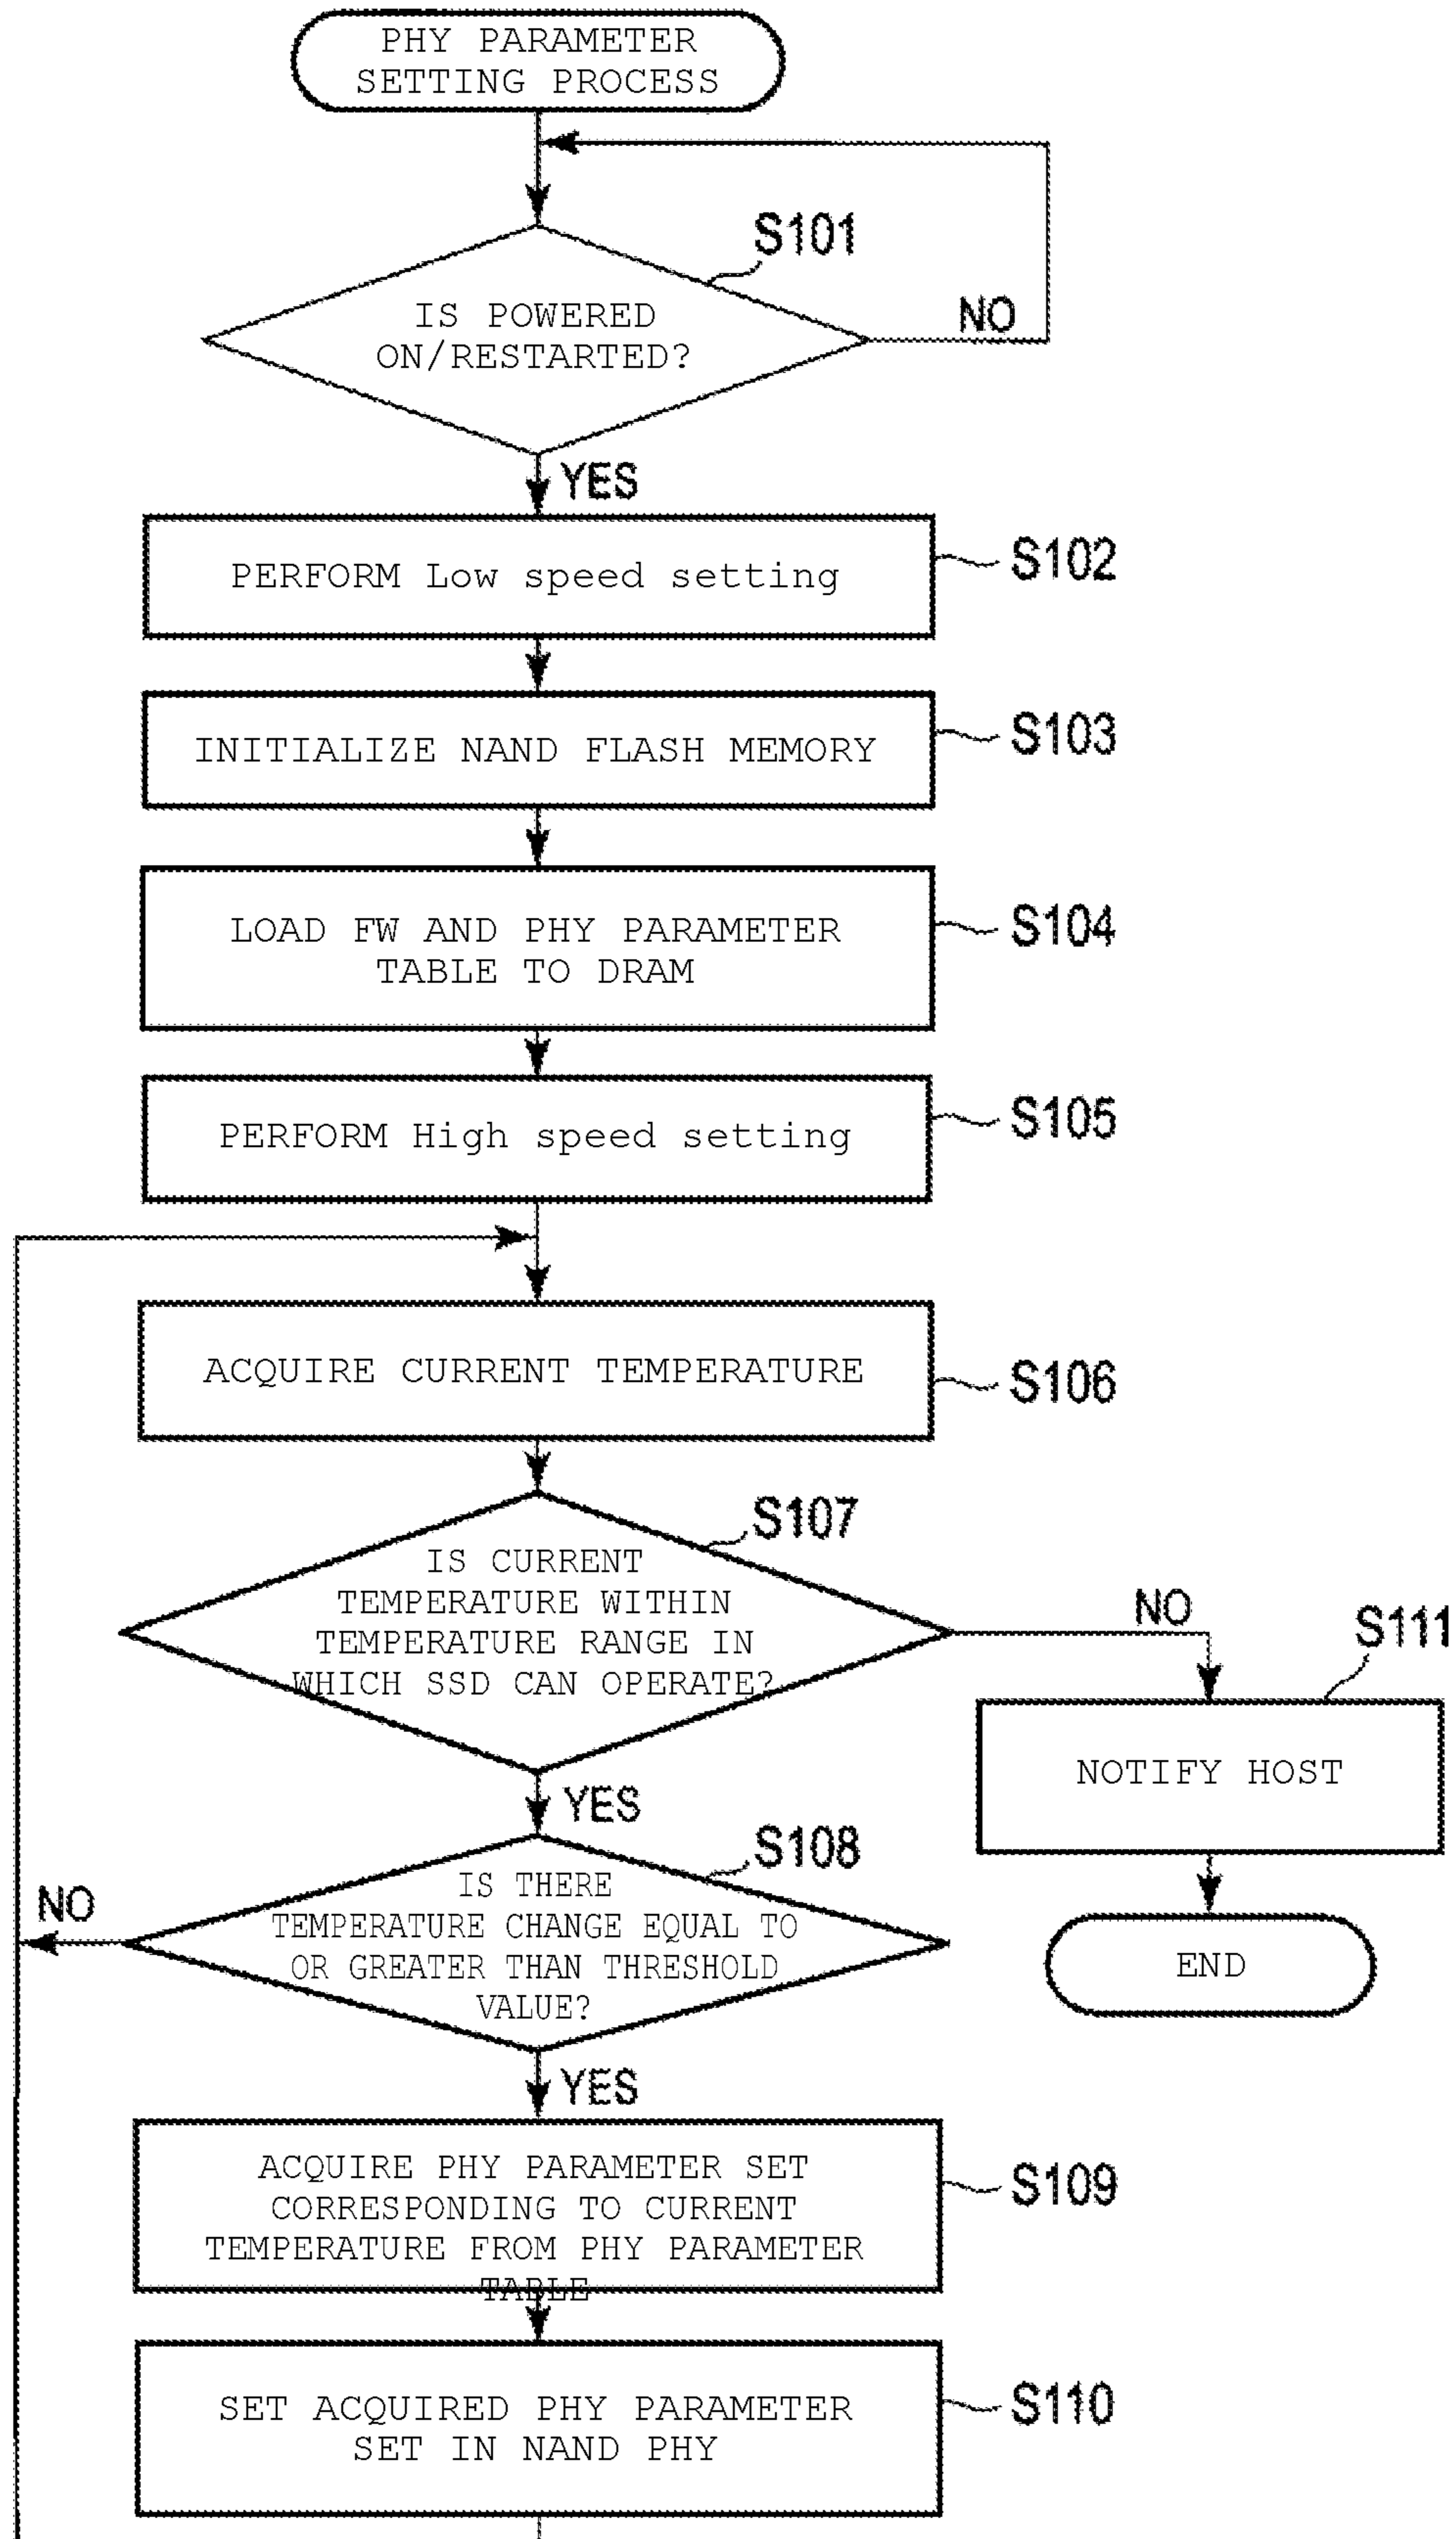 PHY PARAMETER
SETTING PROCESS
S101
IS POWERED
ON/RESTARTED?
NO
YES
PERFORM Low speed setting
S102
INITIALIZE NAND FLASH MEMORY
S103
LOAD FW AND PHY PARAMETER
TABLE TO DRAM
S104
PERFORM High speed setting
S105
ACQUIRE CURRENT TEMPERATURE
S106
S107
IS CURRENT
TEMPERATURE WITHIN
TEMPERATURE RANGE IN
WHICH SSD CAN OPERATE?
NO
S111
NOTIFY HOST
END
YES
S108
IS THERE
TEMPERATURE CHANGE EQUAL TO
OR GREATER THAN THRESHOLD
VALUE?
NO
YES
ACQUIRE PHY PARAMETER SET
CORRESPONDING TO CURRENT
TEMPERATURE FROM PHY PARAMETER
TABLE
S109
SET ACQUIRED PHY PARAMETER
SET IN NAND PHY
S110